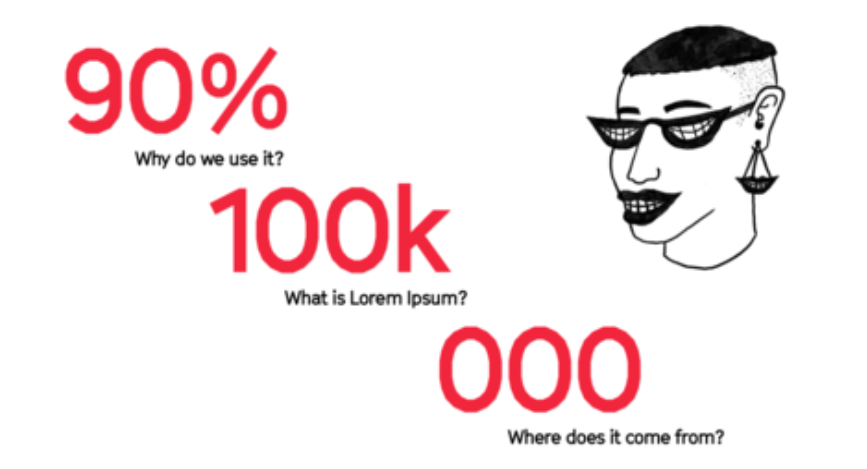 90%
Why do we use it?
100k
What is Lorem Ipsum?
000
Where does it come from?